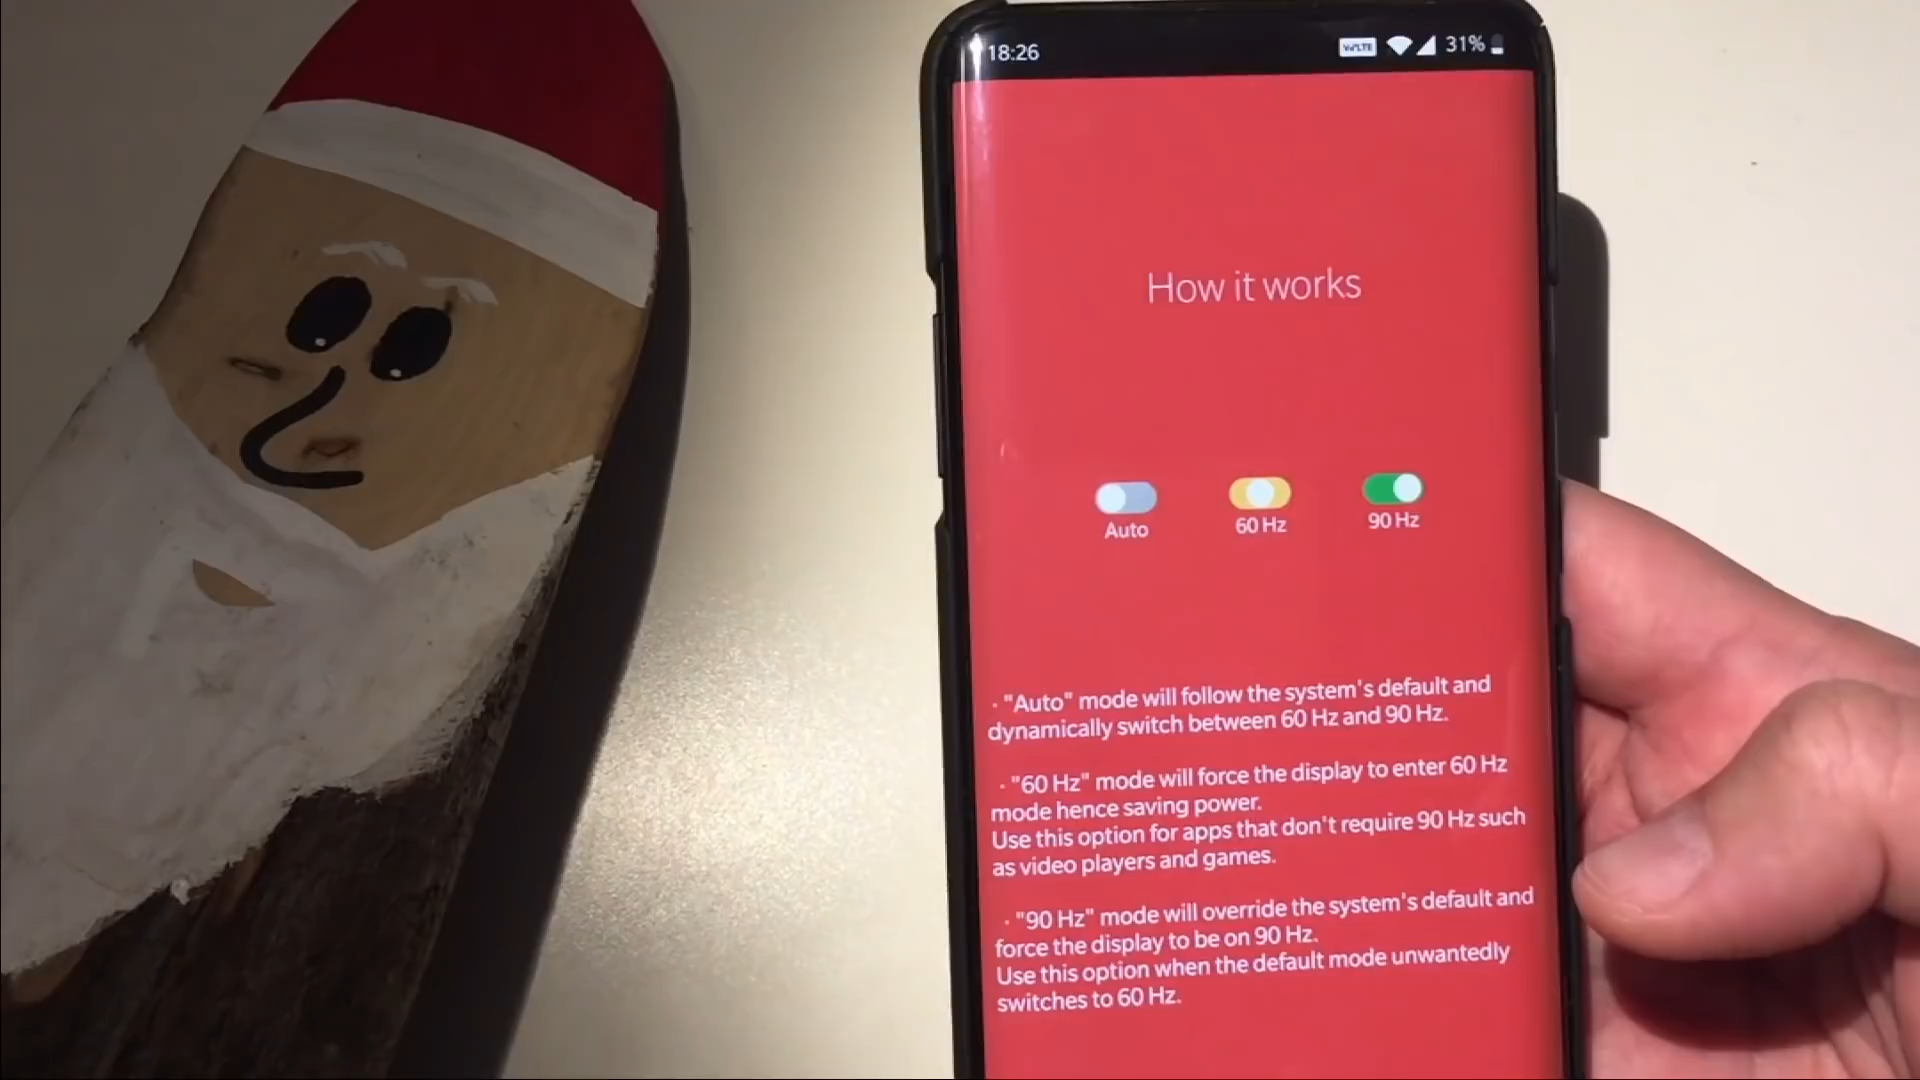 18:26
VoLTE 31%
How it works
Auto
60 Hz
90 Hz
· "Auto" mode will follow the system's default and
dynamically switch between 60 Hz and 90 Hz.
· "60 Hz" mode will force the display to enter 60 Hz
mode hence saving power.
Use this option for apps that don't require 90 Hz such
as video players and games.
· "90 Hz" mode will override the system's default and
force the display to be on 90 Hz.
Use this option when the default mode unwantedly
switches to 60 Hz.